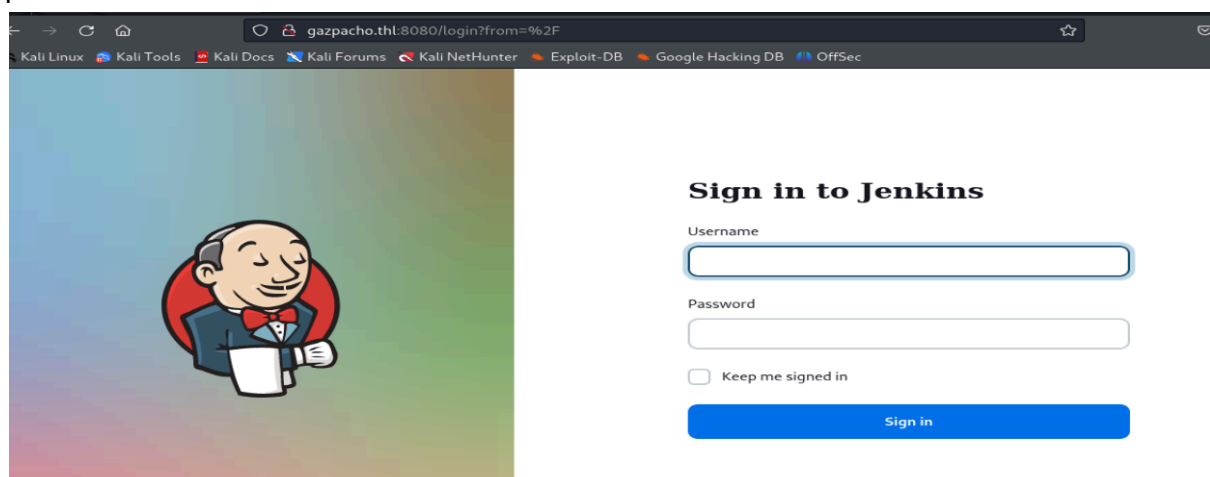 gazpacho.thl:8080/login?from=%2F
Kali Linux Kali Tools Kali Docs Kali Forums Kali NetHunter Exploit-DB Google Hacking DB OffSec
Sign in to Jenkins
Username
Password
Keep me signed in
Sign in